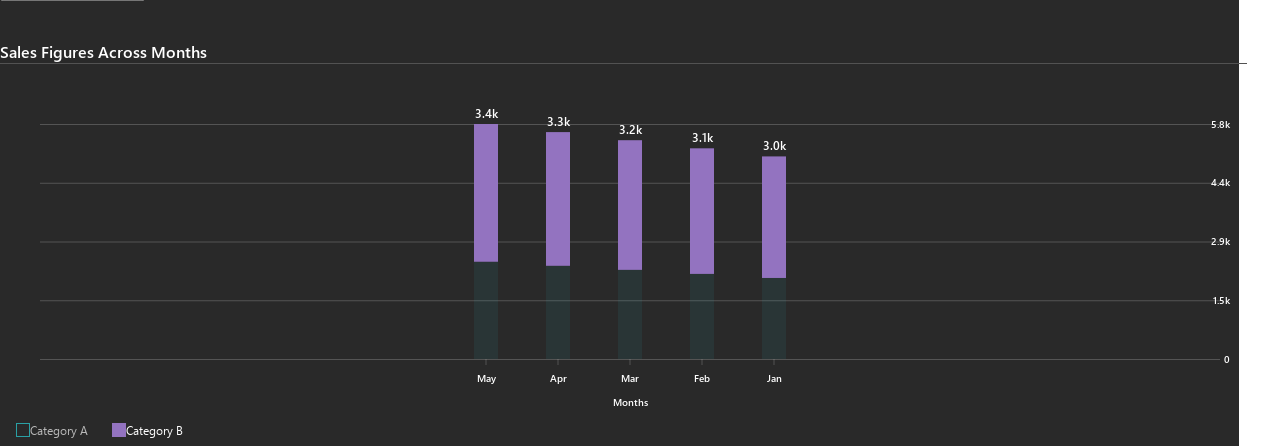 Sales Figures Across Months
3.4k
3.3k
3.2k
3.1k
3.0k
5.8k
4.4k
2.9k
1.5k
0
May Apr Mar Feb Jan
Months
Category A Category B